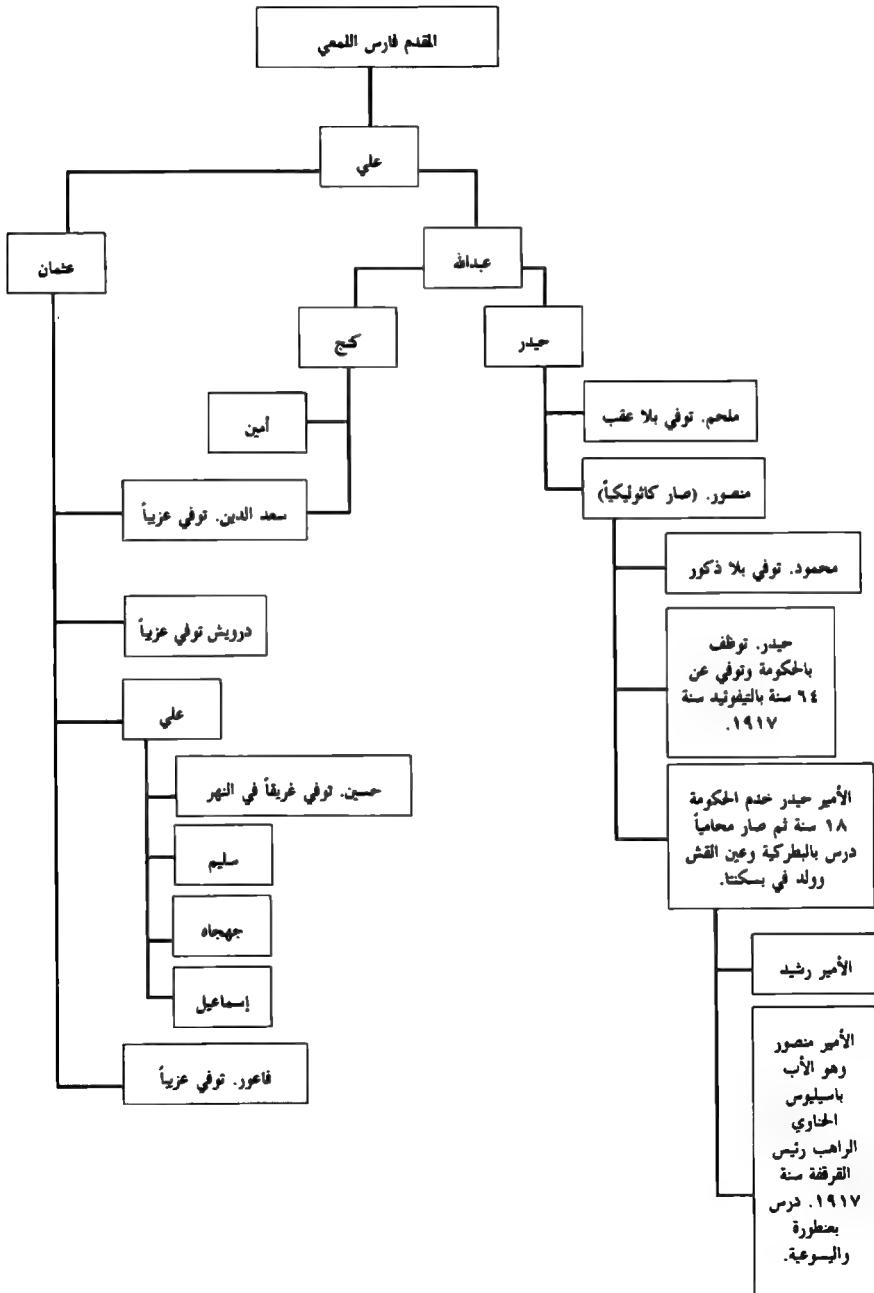 المقدم فارس اللمعي
علي
عثمان
عبدالله
كنج
حيدر
أمين
ملحم. توفي بلا عقب
سعد الدين. توفي عزيباً
منصور. (صار كاثوليكياً)
محمود. توفي بلا ذكور
درويش توفي عزيباً
حيدر. توظف
بالحكومة وتوفي عن
٦٤ سنة بالتيفوئيد سنة
١٩١٧.
علي
حسين. توفي غريقاً في النهر
سليم
جهجاه
إسماعيل
الأمير حيدر خدم الحكومة
١٨ سنة ثم صار محامياً
درس بالبطركية وعين القش
وولد في بسكنتا.
الأمير رشيد
فاعور. توفي عزيباً
الأمير منصور
وهو الأب
باسيليوس
الحناوي
الراهب رئيس
القرقفة سنة
١٩١٧. درس
بعنطورة
واليسوعية.